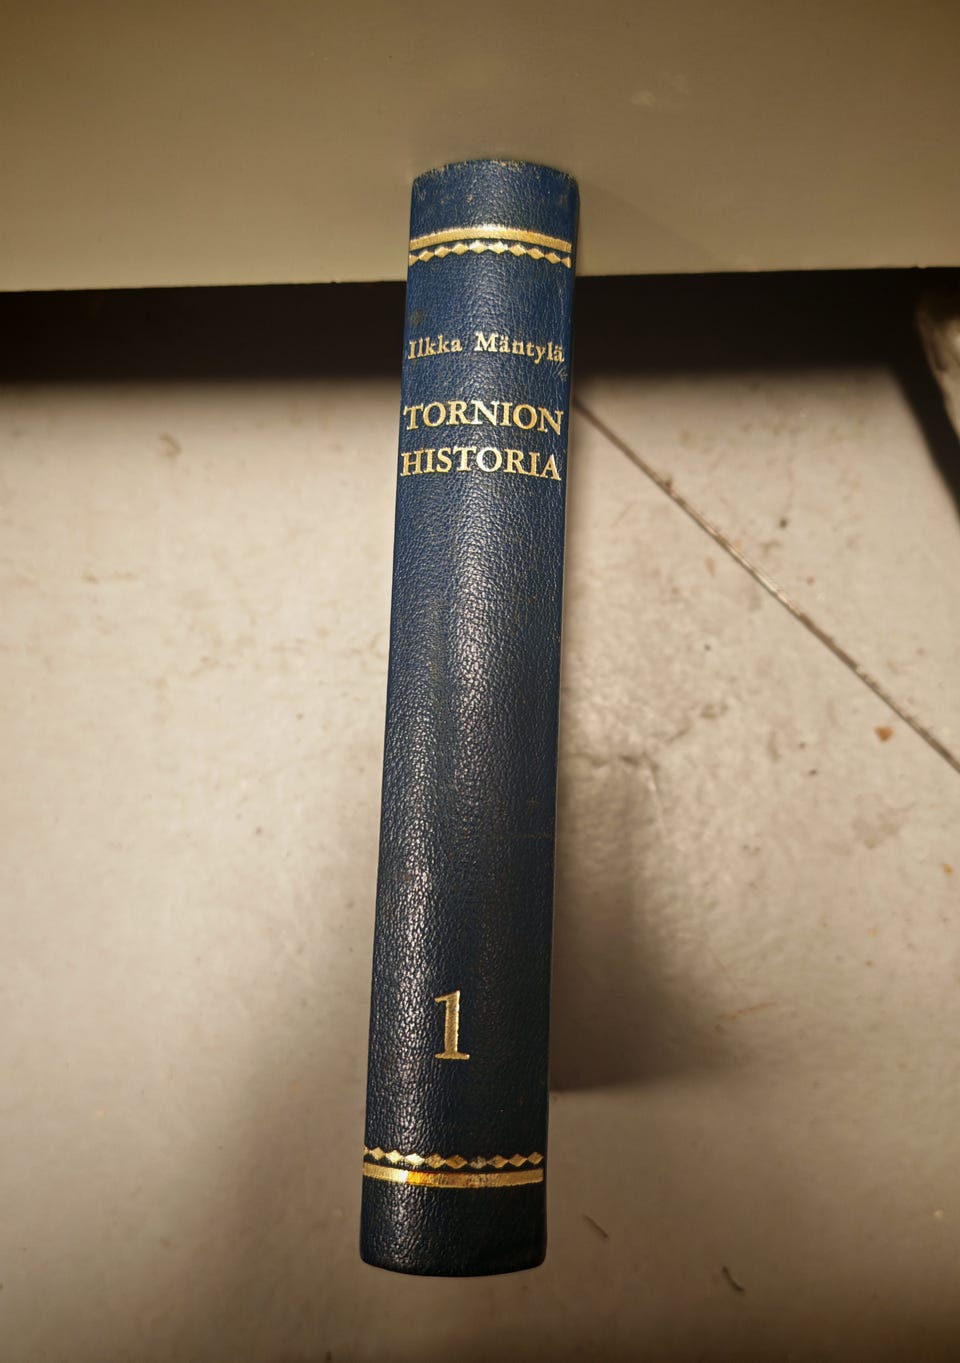 Ilkka Mäntylä
TORNION
HISTORIA
1